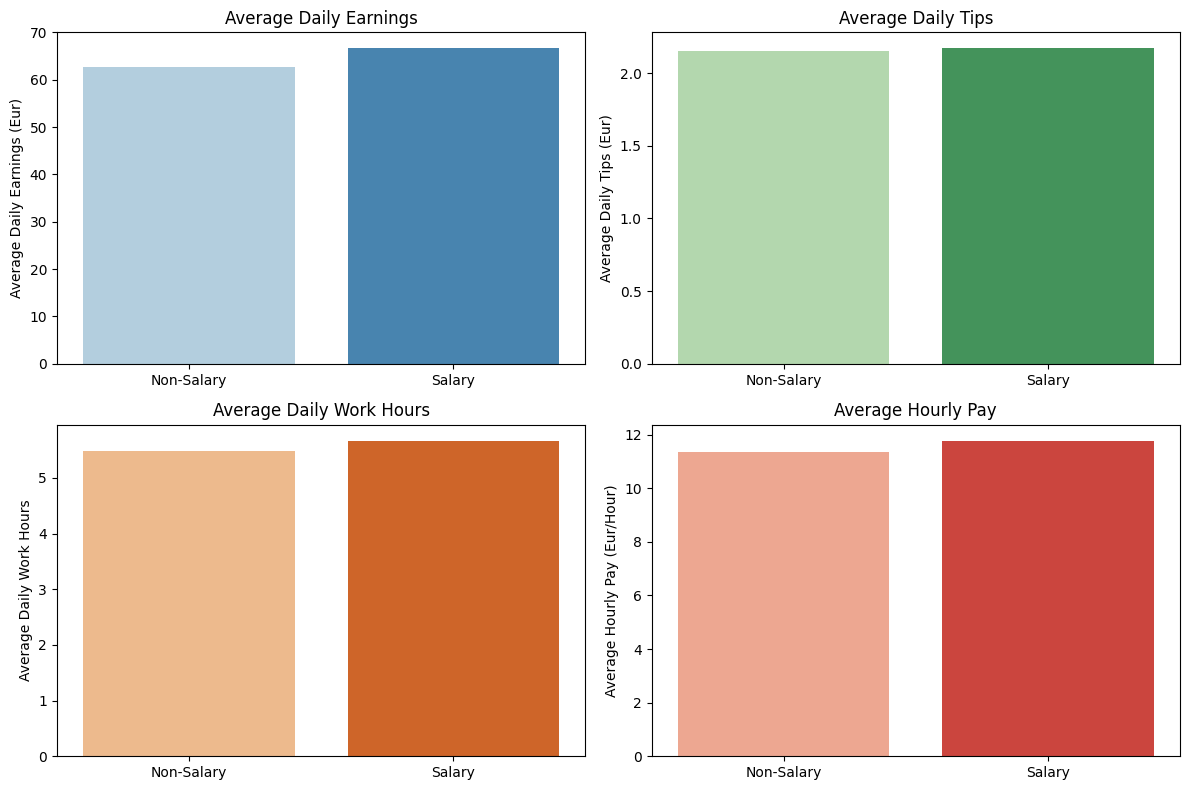 Average Daily Earnings
Average Daily Earnings (Eur)
70
60
50
40
30
20
10
0
Non-Salary
Salary
Average Daily Tips
Average Daily Tips (Eur)
2.0
1.5
1.0
0.5
0.0
Non-Salary
Salary
Average Daily Work Hours
Average Daily Work Hours
5
4
3
2
1
0
Non-Salary
Salary
Average Hourly Pay
Average Hourly Pay (Eur/Hour)
12
10
8
6
4
2
0
Non-Salary
Salary